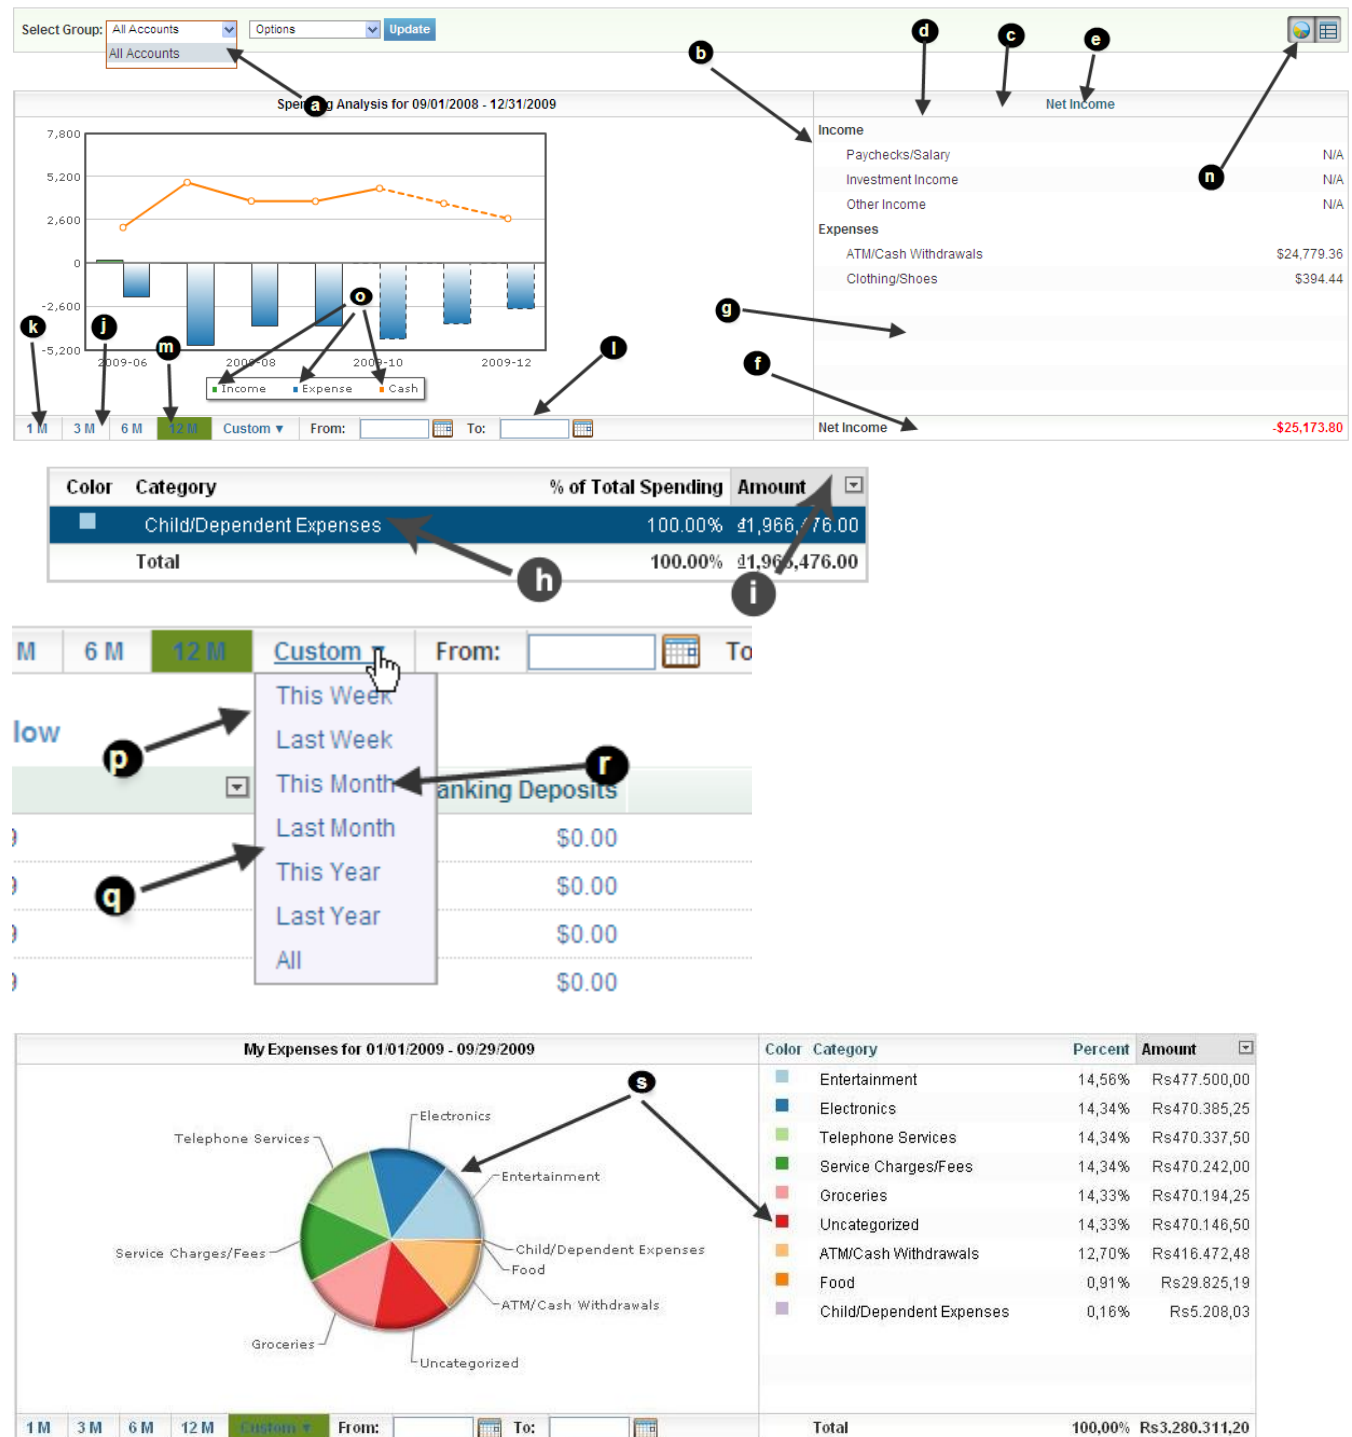 Select Group: All Accounts Options Update
All Accounts
a
b
d
c
e
n
Spending Analysis for 09/01/2008 - 12/31/2009
7,800
5,200
2,600
0
-2,600
-5,200
2009-06 2009-08 2009-10 2009-12
Income Expense Cash
k
j
m
o
l
1 M 3 M 6 M 12 M Custom ▾ From: To:
Net Income
Income
Paychecks/Salary N/A
Investment Income N/A
Other Income N/A
Expenses
ATM/Cash Withdrawals $24,779.36
Clothing/Shoes $394.44
g
f
Net Income -$25,173.80
Color Category % of Total Spending Amount
Child/Dependent Expenses 100.00% ₫1,966,476.00
Total 100.00% ₫1,966,476.00
h
i
M 6 M 12 M Custom From: To
This Week
low
Last Week
p
r
This Month anking Deposits
Last Month $0.00
This Year $0.00
q
Last Year $0.00
All $0.00
My Expenses for 01/01/2009 - 09/29/2009
s
Electronics
Telephone Services
Entertainment
Service Charges/Fees
Child/Dependent Expenses
Food
ATM/Cash Withdrawals
Groceries
Uncategorized
1 M 3 M 6 M 12 M Custom ▾ From: To:
Color Category Percent Amount
Entertainment 14,56% Rs477.500,00
Electronics 14,34% Rs470.385,25
Telephone Services 14,34% Rs470.337,50
Service Charges/Fees 14,34% Rs470.242,00
Groceries 14,33% Rs470.194,25
Uncategorized 14,33% Rs470.146,50
ATM/Cash Withdrawals 12,70% Rs416.472,48
Food 0,91% Rs29.825,19
Child/Dependent Expenses 0,16% Rs5.208,03
Total 100,00% Rs3.280.311,20